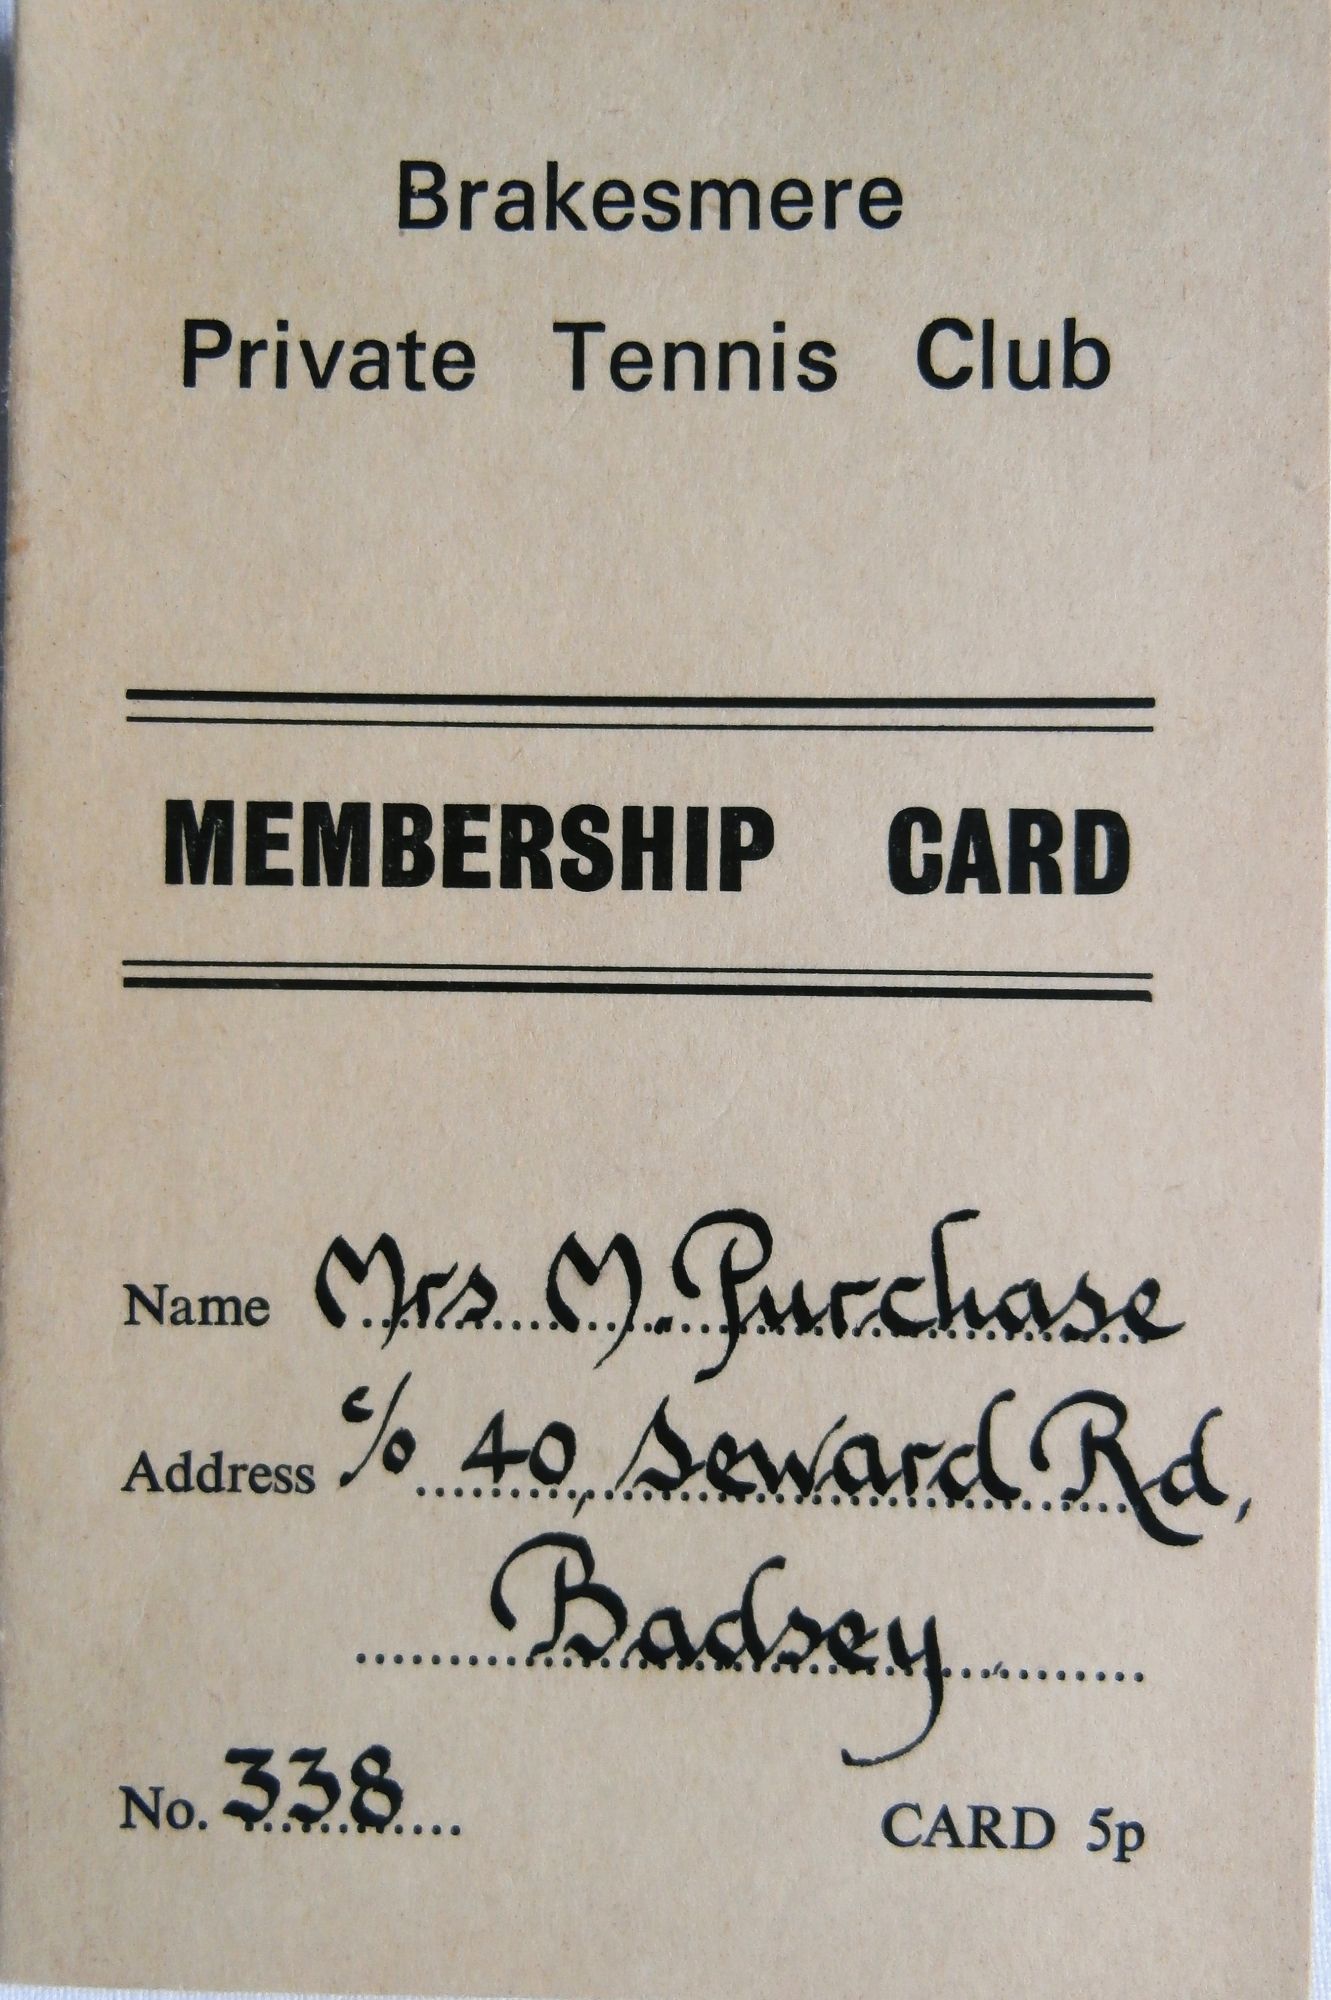 Brakesmere
Private Tennis Club
MEMBERSHIP CARD
Name Mrs M. Purchase
Address c/o 40, Seward Rd,
Badsey
No. 338 CARD 5p